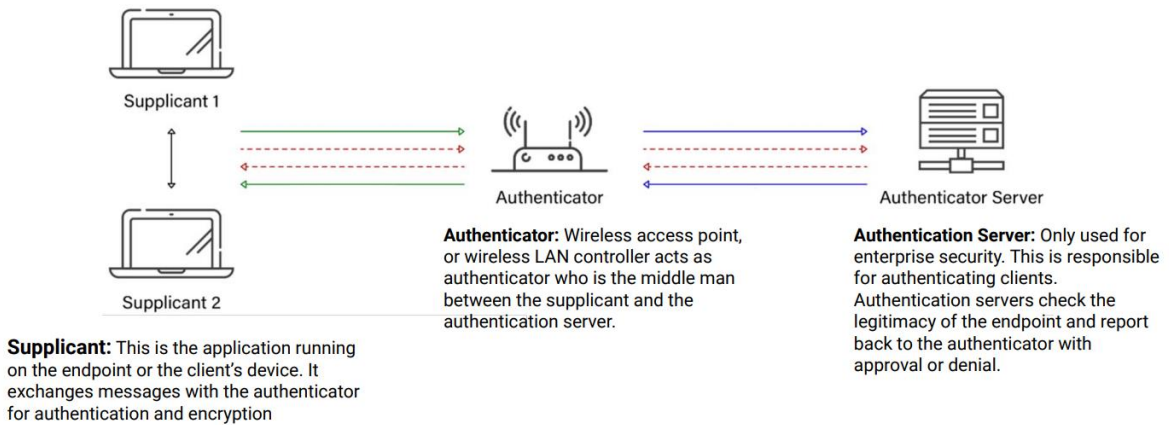 Supplicant 1
Supplicant 2
Supplicant: This is the application running
on the endpoint or the client's device. It
exchanges messages with the authenticator
for authentication and encryption
Authenticator
Authenticator: Wireless access point,
or wireless LAN controller acts as
authenticator who is the middle man
between the supplicant and the
authentication server.
Authenticator Server
Authentication Server: Only used for
enterprise security. This is responsible
for authenticating clients.
Authentication servers check the
legitimacy of the endpoint and report
back to the authenticator with
approval or denial.